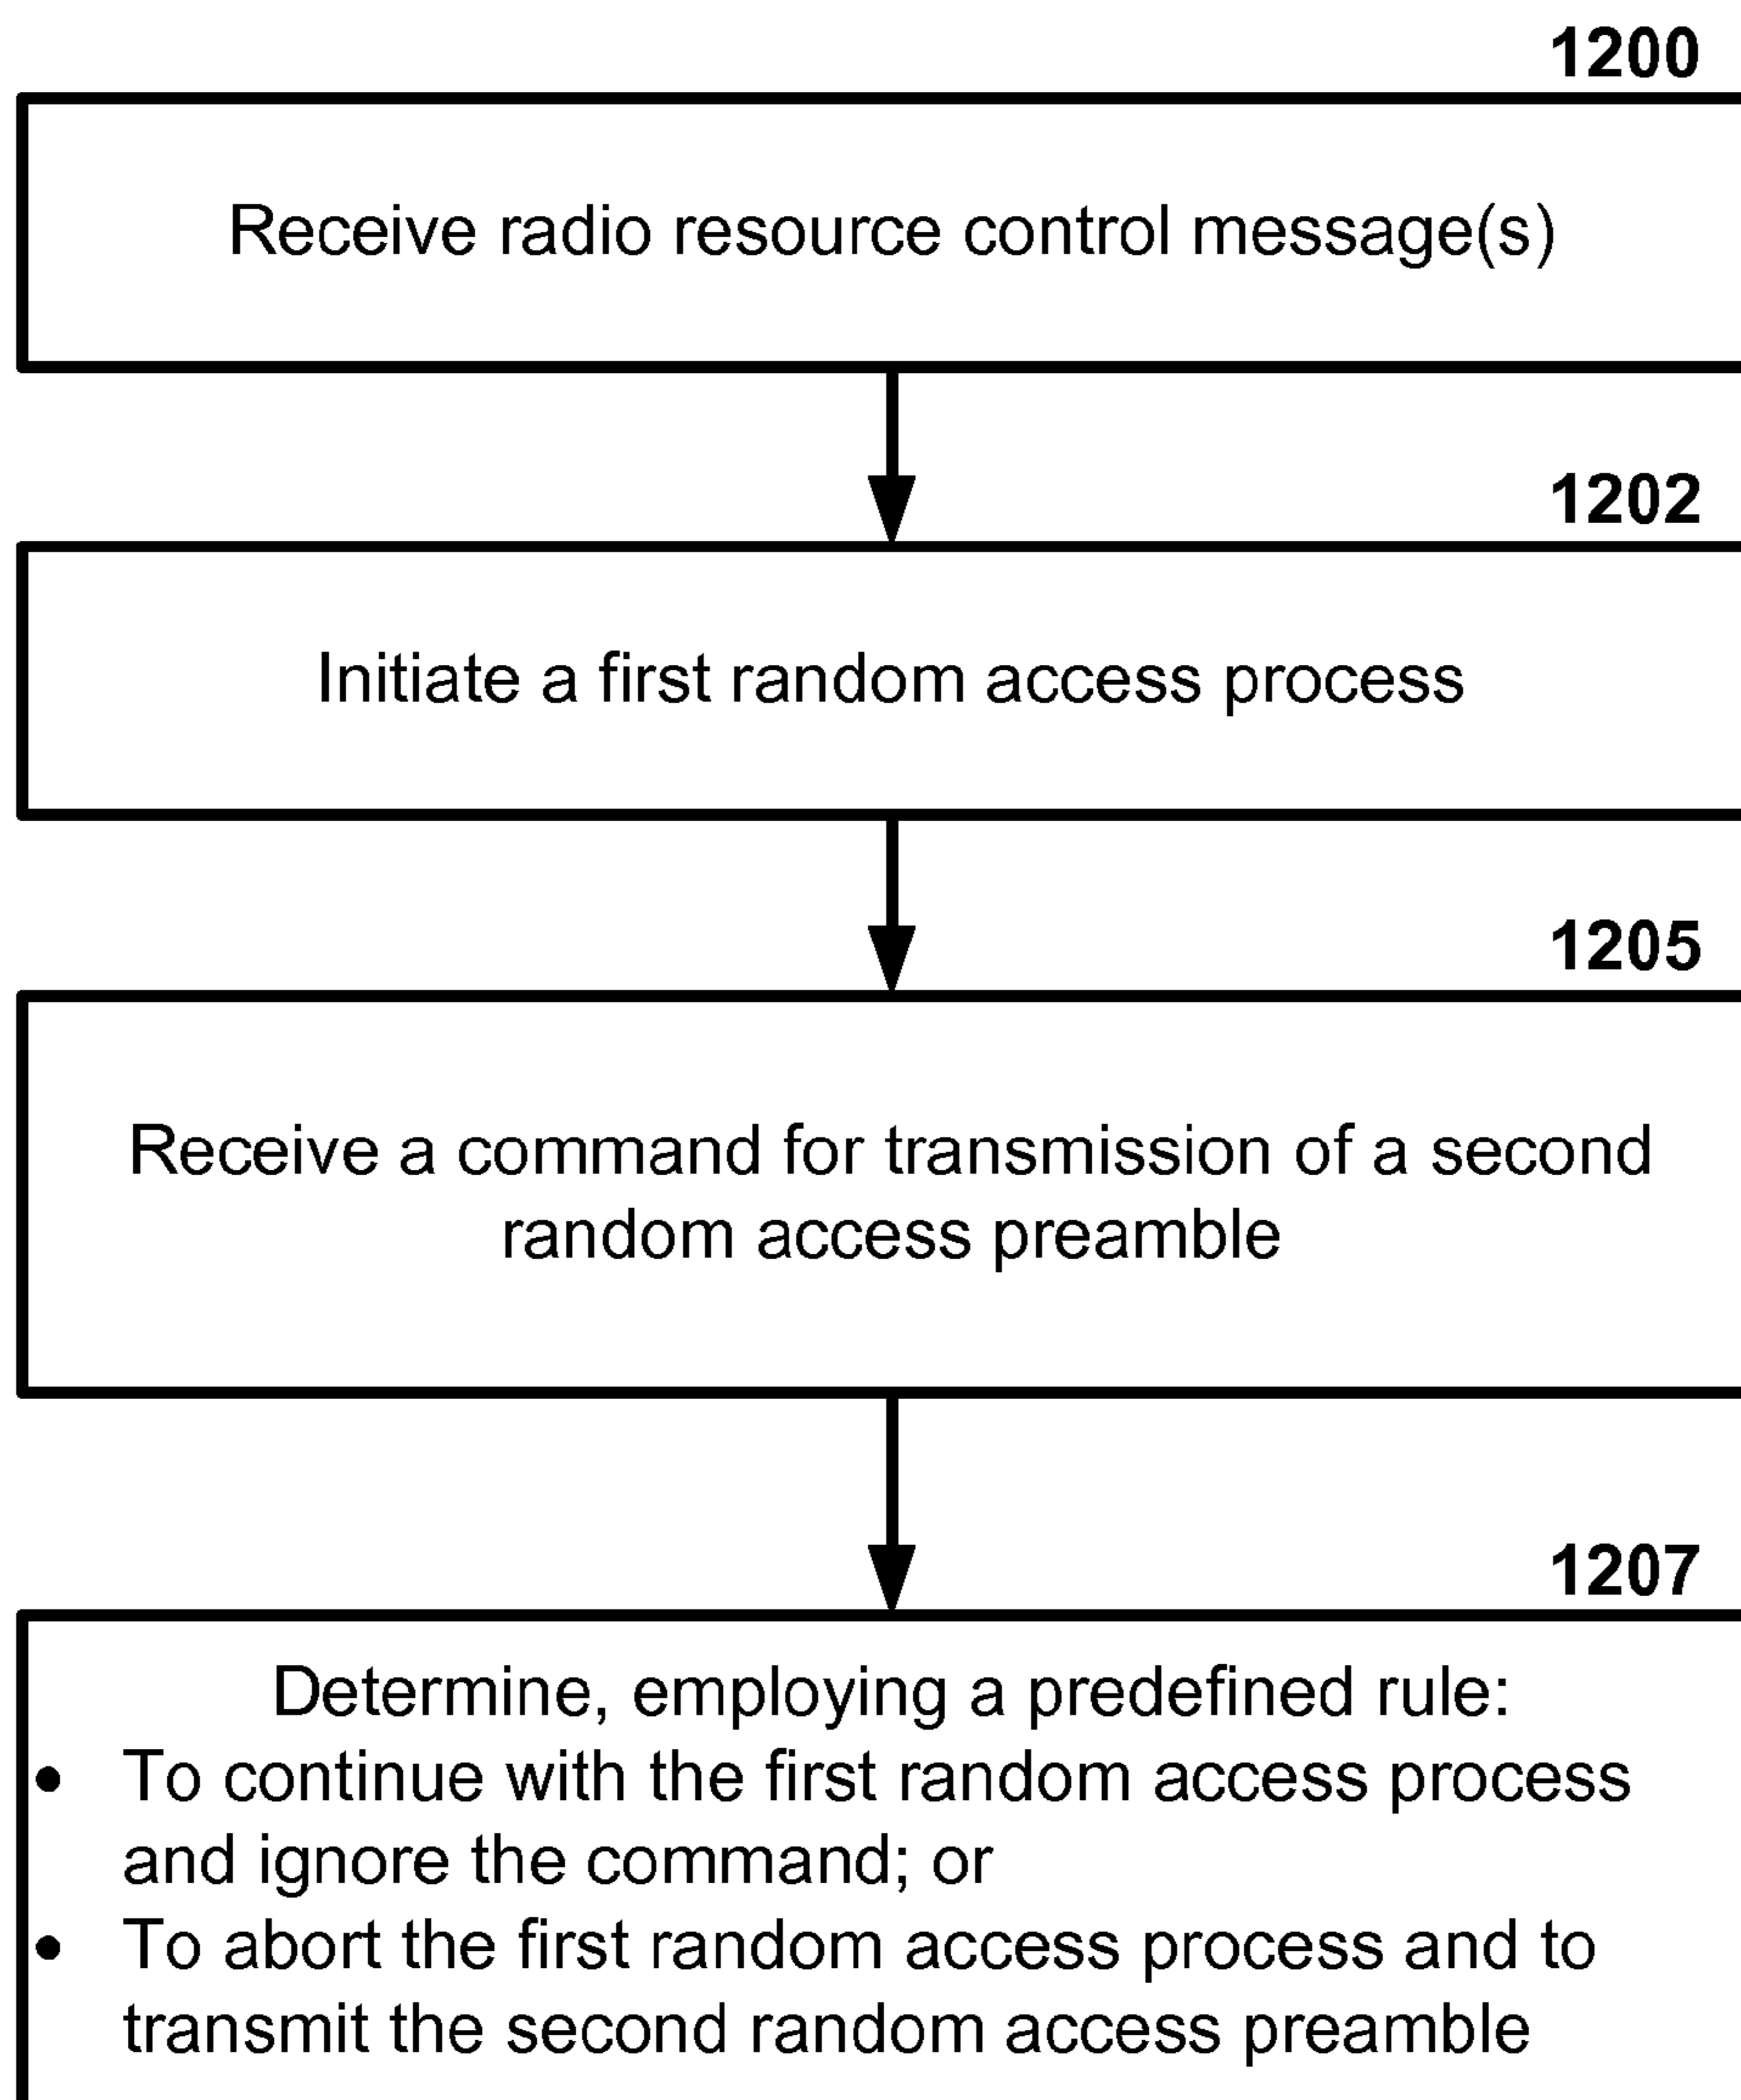 1200
Receive radio resource control message(s)
1202
Initiate a first random access process
1205
Receive a command for transmission of a second
random access preamble
1207
Determine, employing a predefined rule:
• To continue with the first random access process
and ignore the command; or
• To abort the first random access process and to
transmit the second random access preamble